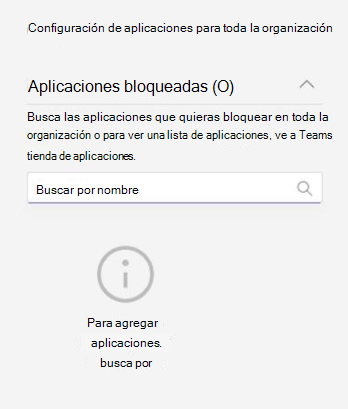 Configuración de aplicaciones para toda la organización
Aplicaciones bloqueadas (O)
Busca las aplicaciones que quieras bloquear en toda la
organización o para ver una lista de aplicaciones, ve a Teams
tienda de aplicaciones.
Buscar por nombre
Para agregar
aplicaciones.
busca por